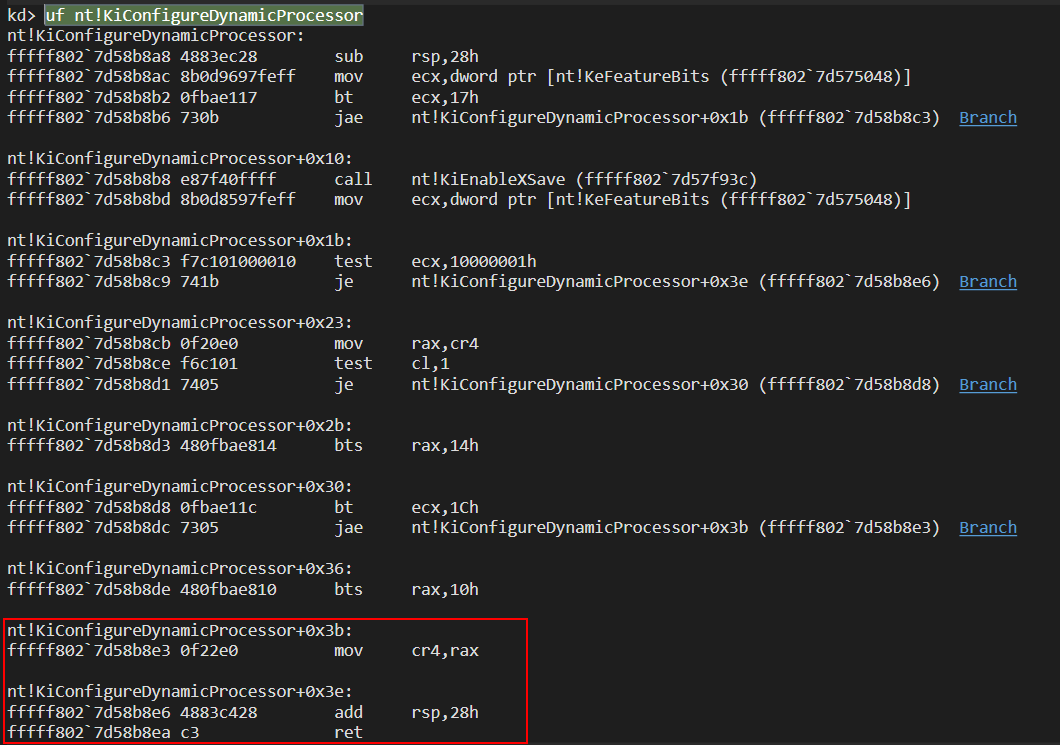 kd> uf nt!KiConfigureDynamicProcessor
nt!KiConfigureDynamicProcessor:
fffff802`7d58b8a8 4883ec28 sub rsp,28h
fffff802`7d58b8ac 8b0d9697feff mov ecx,dword ptr [nt!KeFeatureBits (fffff802`7d575048)]
fffff802`7d58b8b2 0fbae117 bt ecx,17h
fffff802`7d58b8b6 730b jae nt!KiConfigureDynamicProcessor+0x1b (fffff802`7d58b8c3) Branch
nt!KiConfigureDynamicProcessor+0x10:
fffff802`7d58b8b8 e87f40ffff call nt!KiEnableXSave (fffff802`7d57f93c)
fffff802`7d58b8bd 8b0d8597feff mov ecx,dword ptr [nt!KeFeatureBits (fffff802`7d575048)]
nt!KiConfigureDynamicProcessor+0x1b:
fffff802`7d58b8c3 f7c101000010 test ecx,10000001h
fffff802`7d58b8c9 741b je nt!KiConfigureDynamicProcessor+0x3e (fffff802`7d58b8e6) Branch
nt!KiConfigureDynamicProcessor+0x23:
fffff802`7d58b8cb 0f20e0 mov rax,cr4
fffff802`7d58b8ce f6c101 test cl,1
fffff802`7d58b8d1 7405 je nt!KiConfigureDynamicProcessor+0x30 (fffff802`7d58b8d8) Branch
nt!KiConfigureDynamicProcessor+0x2b:
fffff802`7d58b8d3 480fbae814 bts rax,14h
nt!KiConfigureDynamicProcessor+0x30:
fffff802`7d58b8d8 0fbae11c bt ecx,1Ch
fffff802`7d58b8dc 7305 jae nt!KiConfigureDynamicProcessor+0x3b (fffff802`7d58b8e3) Branch
nt!KiConfigureDynamicProcessor+0x36:
fffff802`7d58b8de 480fbae810 bts rax,10h
nt!KiConfigureDynamicProcessor+0x3b:
fffff802`7d58b8e3 0f22e0 mov cr4,rax
nt!KiConfigureDynamicProcessor+0x3e:
fffff802`7d58b8e6 4883c428 add rsp,28h
fffff802`7d58b8ea c3 ret